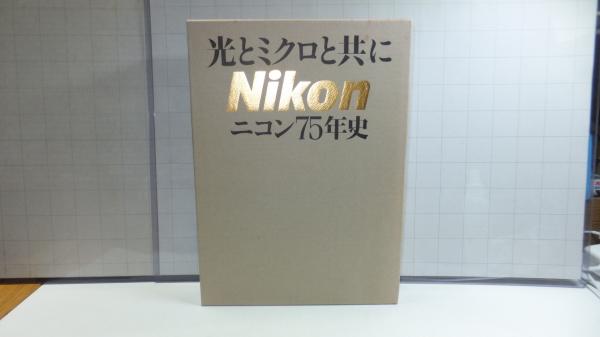 光とミクロと共に
Nikon
ニコン75年史